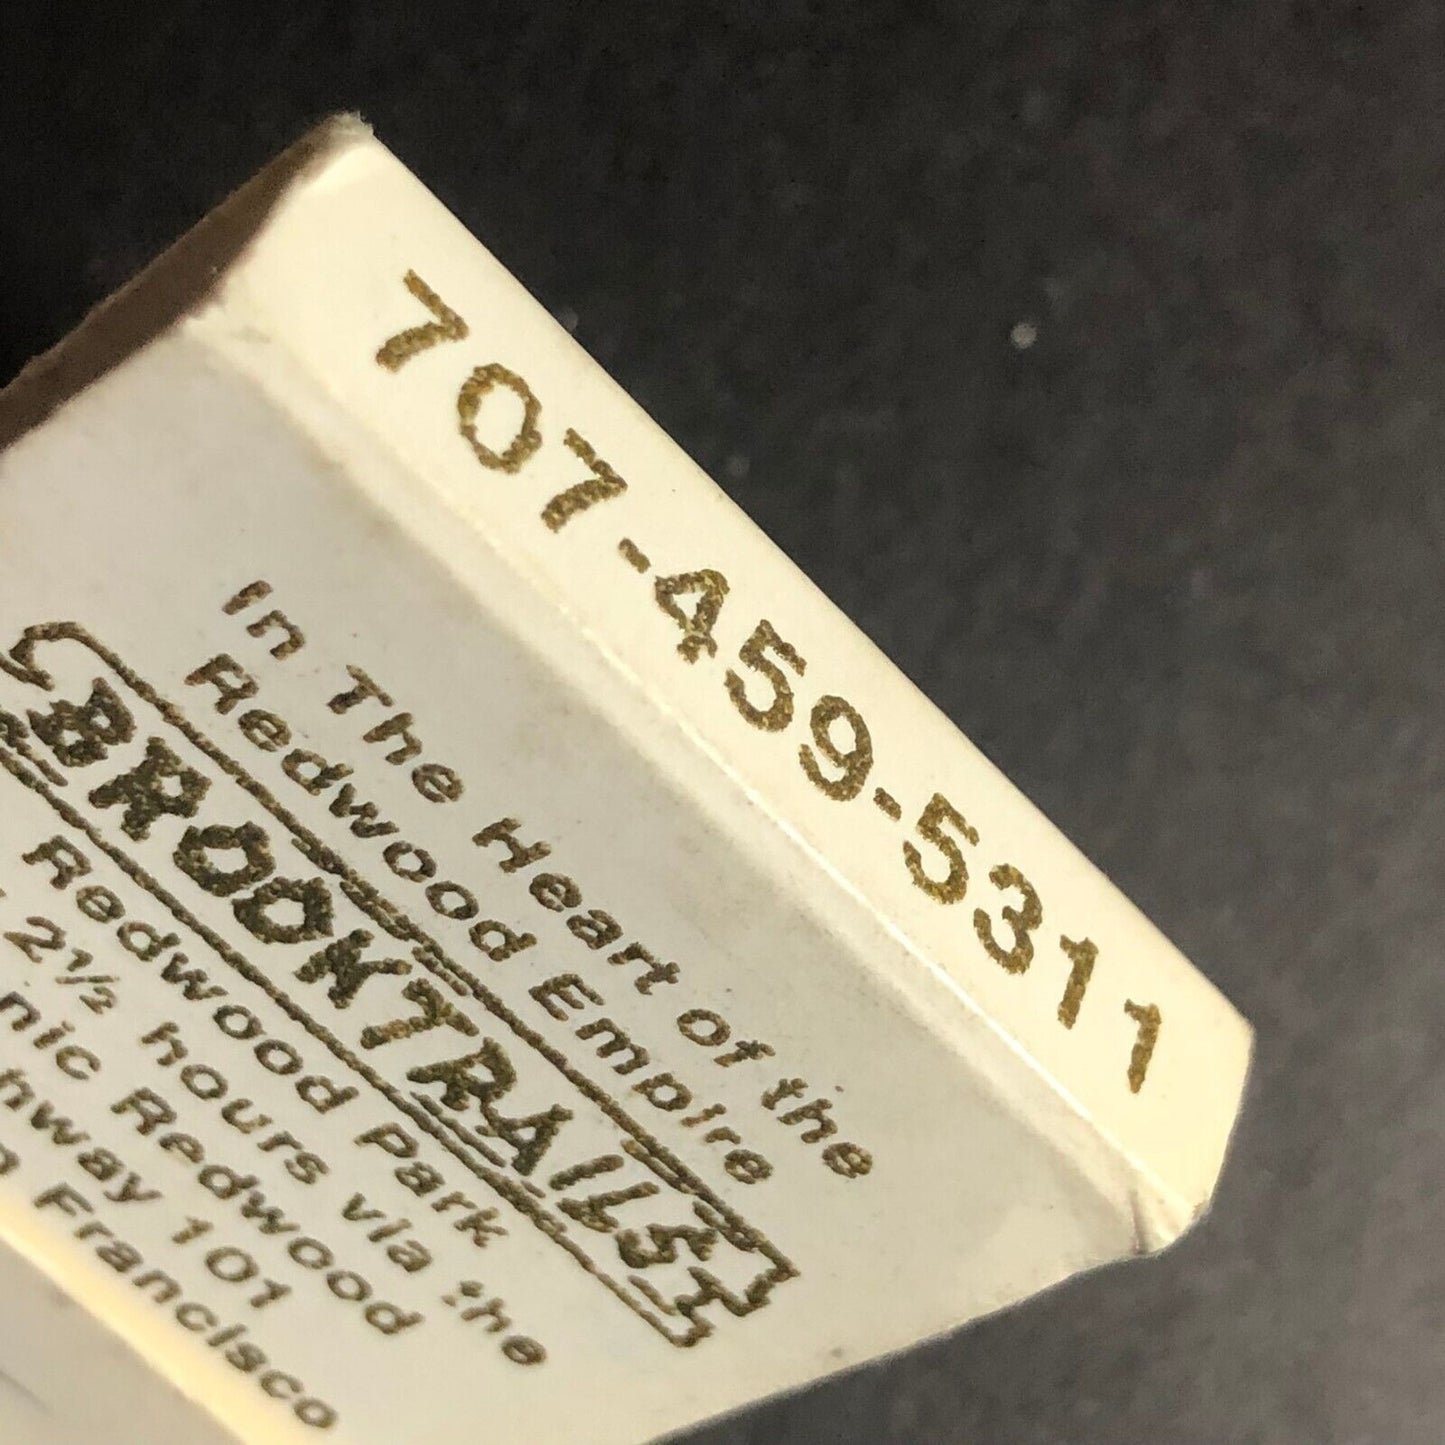 707-459-5311
In The Heart of the
Redwood Empire
BROOKTRAILS
Redwood Park
2½ hours via the
Redwood
101
Francisco